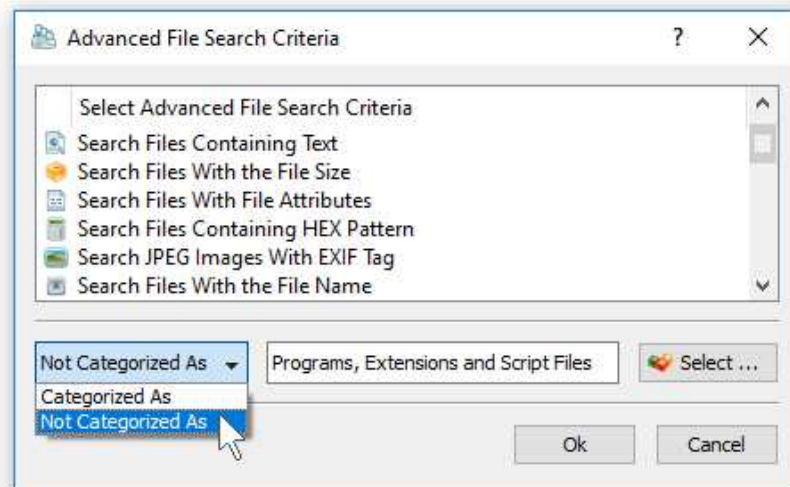 Advanced File Search Criteria ?
Select Advanced File Search Criteria
Search Files Containing Text
Search Files With the File Size
Search Files With File Attributes
Search Files Containing HEX Pattern
Search JPEG Images With EXIF Tag
Search Files With the File Name
Not Categorized As Programs, Extensions and Script Files Select ...
Categorized As
Not Categorized As
Ok Cancel